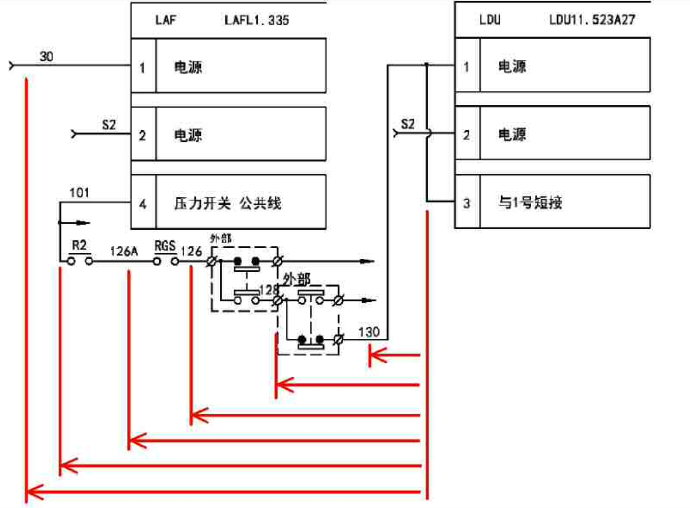 LAF LAFL1.335
LDU LDU11.523A27
30
1 电源
1 电源
S2
2 电源
S2
2 电源
101
4 压力开关 公共线
3 与1号短接
R2
126A
RGS
126
外部
128
外部
130